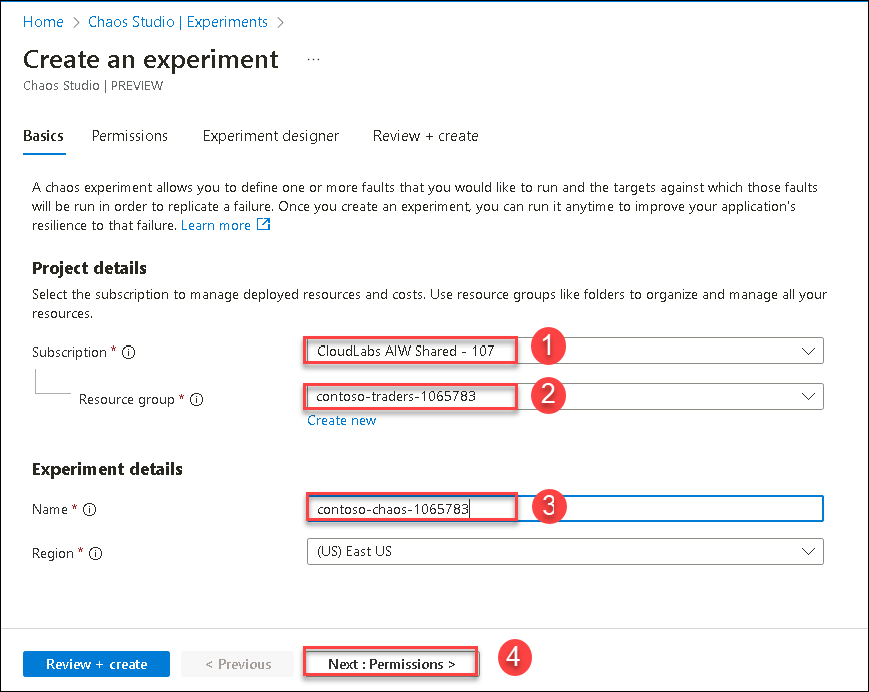 Home > Chaos Studio | Experiments >
Create an experiment ...
Chaos Studio | PREVIEW
Basics Permissions Experiment designer Review + create
A chaos experiment allows you to define one or more faults that you would like to run and the targets against which those faults
will be run in order to replicate a failure. Once you create an experiment, you can run it anytime to improve your application's
resilience to that failure. Learn more
Project details
Select the subscription to manage deployed resources and costs. Use resource groups like folders to organize and manage all your
resources.
Subscription * CloudLabs AIW Shared - 107 1
Resource group * contoso-traders-1065783 2
Create new
Experiment details
Name * contoso-chaos-1065783 3
Region * (US) East US
Review + create < Previous Next : Permissions > 4